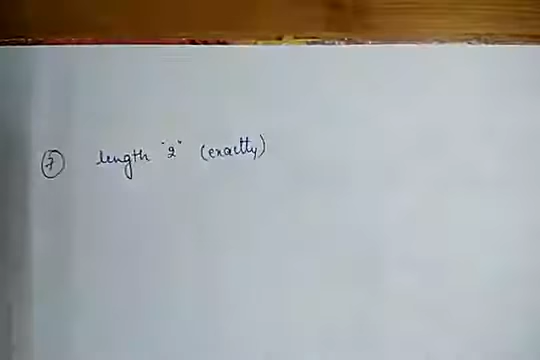 ⑦ length "2" (exactly)